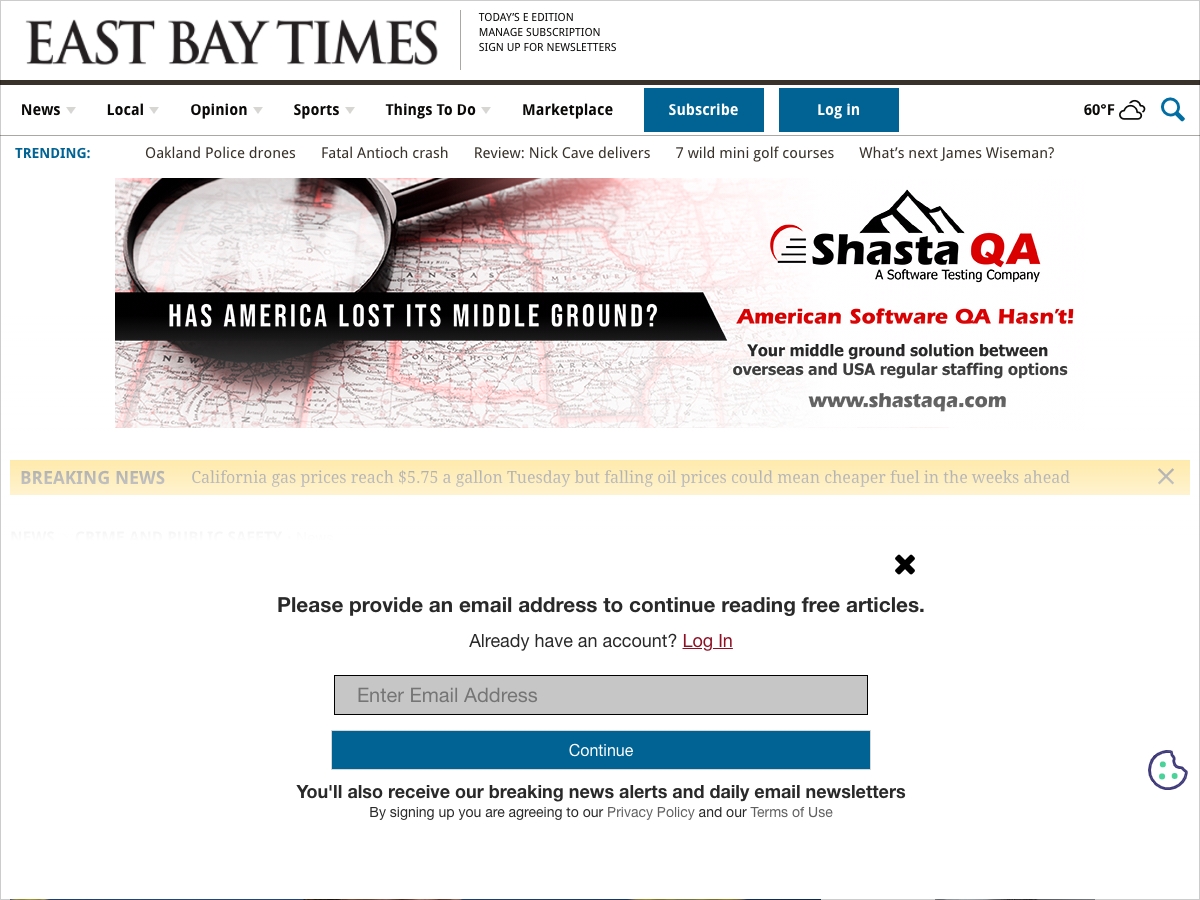 EAST BAY TIMES
TODAY'S E EDITION
MANAGE SUBSCRIPTION
SIGN UP FOR NEWSLETTERS
News
Local
Opinion
Sports
Things To Do
Marketplace
Subscribe
Log in
60°F
TRENDING:
Oakland Police drones
Fatal Antioch crash
Review: Nick Cave delivers
7 wild mini golf courses
What's next James Wiseman?
HAS AMERICA LOST ITS MIDDLE GROUND?
Shasta QA
A Software Testing Company
American Software QA Hasn't!
Your middle ground solution between
overseas and USA regular staffing options
www.shastaqa.com
KANSAS
MISSOURI
OKLAHOMA
ARKANSAS
BREAKING NEWS
California gas prices reach $5.75 a gallon Tuesday but falling oil prices could mean cheaper fuel in the weeks ahead
NEWS
CRIME AND PUBLIC SAFETY
Please provide an email address to continue reading free articles.
Already have an account? Log In
Enter Email Address
Continue
You'll also receive our breaking news alerts and daily email newsletters
By signing up you are agreeing to our Privacy Policy and our Terms of Use